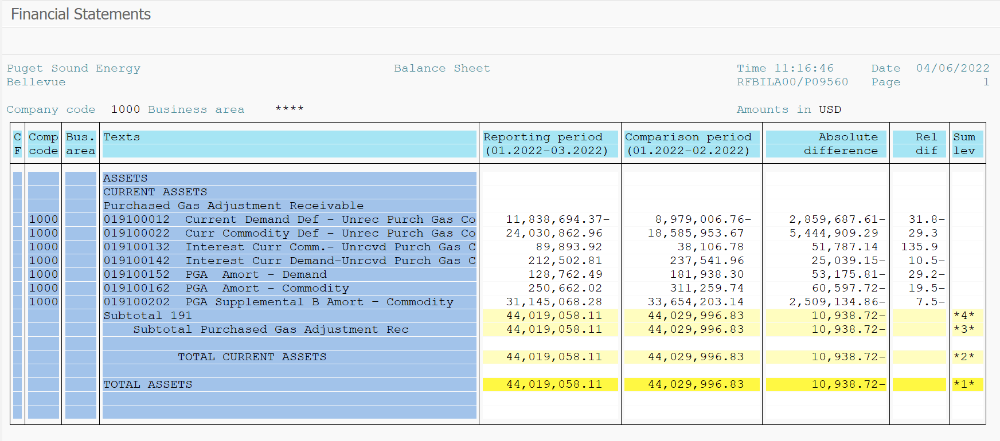 Financial Statements
Puget Sound Energy Balance Sheet Time 11:16:46 Date 04/06/2022
Bellevue RFBILA00/P09560 Page 1
Company code 1000 Business area **** Amounts in USD
C Comp Bus. Texts Reporting period Comparison period Absolute Rel Sum
F code area (01.2022-03.2022) (01.2022-02.2022) difference dif lev
ASSETS
CURRENT ASSETS
Purchased Gas Adjustment Receivable
1000 019100012 Current Demand Def - Unrec Purch Gas Co 11,838,694.37- 8,979,006.76- 2,859,687.61- 31.8-
1000 019100022 Curr Commodity Def - Unrec Purch Gas Co 24,030,862.96 18,585,953.67 5,444,909.29 29.3
1000 019100132 Interest Curr Comm.- Unrcvd Purch Gas C 89,893.92 38,106.78 51,787.14 135.9
1000 019100142 Interest Curr Demand-Unrcvd Purch Gas C 212,502.81 237,541.96 25,039.15- 10.5-
1000 019100152 PGA Amort - Demand 128,762.49 181,938.30 53,175.81- 29.2-
1000 019100162 PGA Amort - Commodity 250,662.02 311,259.74 60,597.72- 19.5-
1000 019100202 PGA Supplemental B Amort - Commodity 31,145,068.28 33,654,203.14 2,509,134.86- 7.5-
Subtotal 191 44,019,058.11 44,029,996.83 10,938.72- *4*
Subtotal Purchased Gas Adjustment Rec 44,019,058.11 44,029,996.83 10,938.72- *3*
TOTAL CURRENT ASSETS 44,019,058.11 44,029,996.83 10,938.72- *2*
TOTAL ASSETS 44,019,058.11 44,029,996.83 10,938.72- *1*